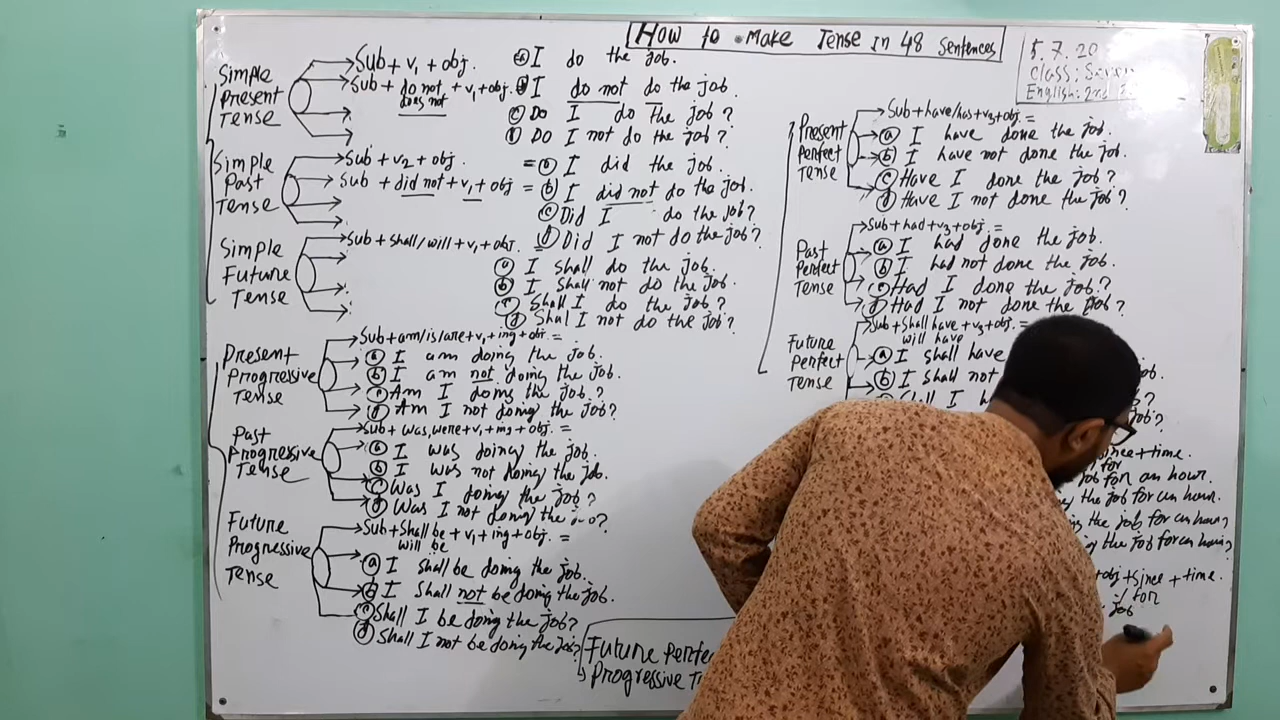 How to Make Tense in 48 Sentences
5.7.20
Class:
English: 2nd
Simple Present Tense
Sub + v1 + obj.
Sub + do not + v1 + obj.
does not
(a) I do the job.
(b) I do not do the job.
(c) Do I do the job?
(d) Do I not do the job?
Simple Past Tense
Sub + v2 + obj.
Sub + did not + v1 + obj
= (a) I did the job.
= (b) I did not do the job.
(c) Did I do the job?
(d) Did I not do the job?
Simple Future Tense
Sub + shall/will + v1 + obj. =
(a) I shall do the job.
(b) I shall not do the job.
(c) Shall I do the job?
(d) Shal I not do the job?
Present Progressive Tense
Sub + am/is/are + v1 + ing + obj. =
(a) I am doing the job.
(b) I am not doing the job.
(c) Am I doing the job?
(d) Am I not doing the job?
Past Progressive Tense
Sub + was, were + v1 + ing + obj. =
(a) I was doing the job.
(b) I was not doing the job.
(c) Was I doing the job?
(d) Was I not doing the job?
Future Progressive Tense
Sub + shall be + v1 + ing + obj. =
will be
(a) I shall be doing the job.
(b) I shall not be doing the job.
(c) Shall I be doing the job?
(d) Shall I not be doing the job?
Present Perfect Tense
Sub + have/has + v3 + obj. =
(a) I have done the job.
(b) I have not done the job.
(c) Have I done the job?
(d) Have I not done the job?
Past Perfect Tense
Sub + had + v3 + obj. =
(a) I had done the job.
(b) I had not done the job.
(c) Had I done the job?
(d) Had I not done the job?
Future Perfect Tense
Sub + shall have + v3 + obj. =
will have
(a) I shall have
(b) I shall not
Shall I
+ time.
for
job for an hour.
the job for an hour.
the job for an hour?
the job for an hour?
obj + since + time.
/ for
job
Future
Progressive